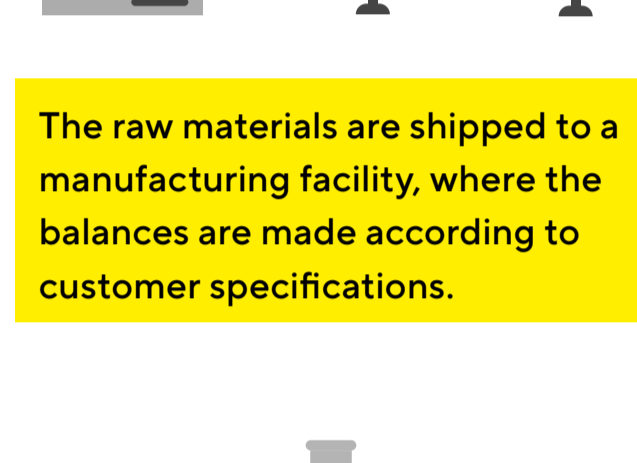 The raw materials are shipped to a
manufacturing facility, where the
balances are made according to
customer specifications.